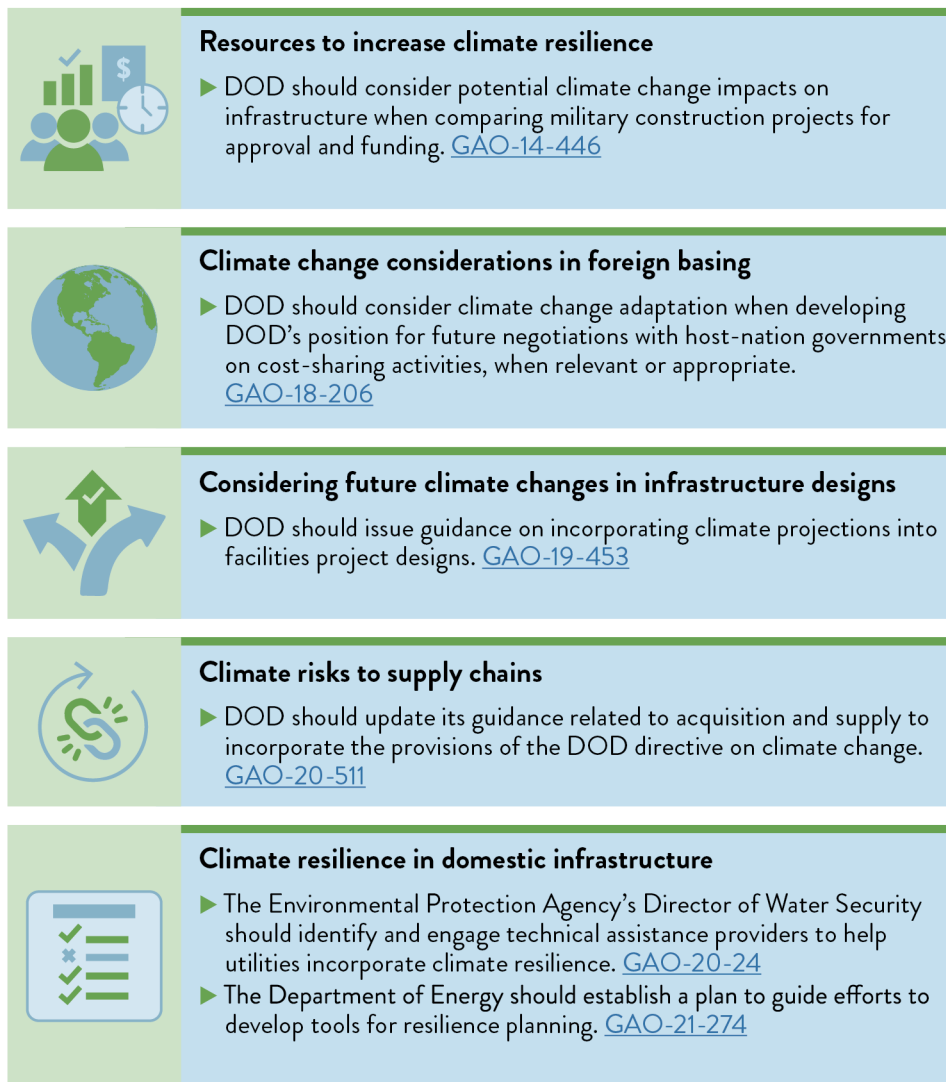 $
Resources to increase climate resilience
▶ DOD should consider potential climate change impacts on
infrastructure when comparing military construction projects for
approval and funding. GAO-14-446
Climate change considerations in foreign basing
▶ DOD should consider climate change adaptation when developing
DOD’s position for future negotiations with host-nation governments
on cost-sharing activities, when relevant or appropriate.
GAO-18-206
Considering future climate changes in infrastructure designs
▶ DOD should issue guidance on incorporating climate projections into
facilities project designs. GAO-19-453
Climate risks to supply chains
▶ DOD should update its guidance related to acquisition and supply to
incorporate the provisions of the DOD directive on climate change.
GAO-20-511
Climate resilience in domestic infrastructure
▶ The Environmental Protection Agency’s Director of Water Security
should identify and engage technical assistance providers to help
utilities incorporate climate resilience. GAO-20-24
▶ The Department of Energy should establish a plan to guide efforts to
develop tools for resilience planning. GAO-21-274